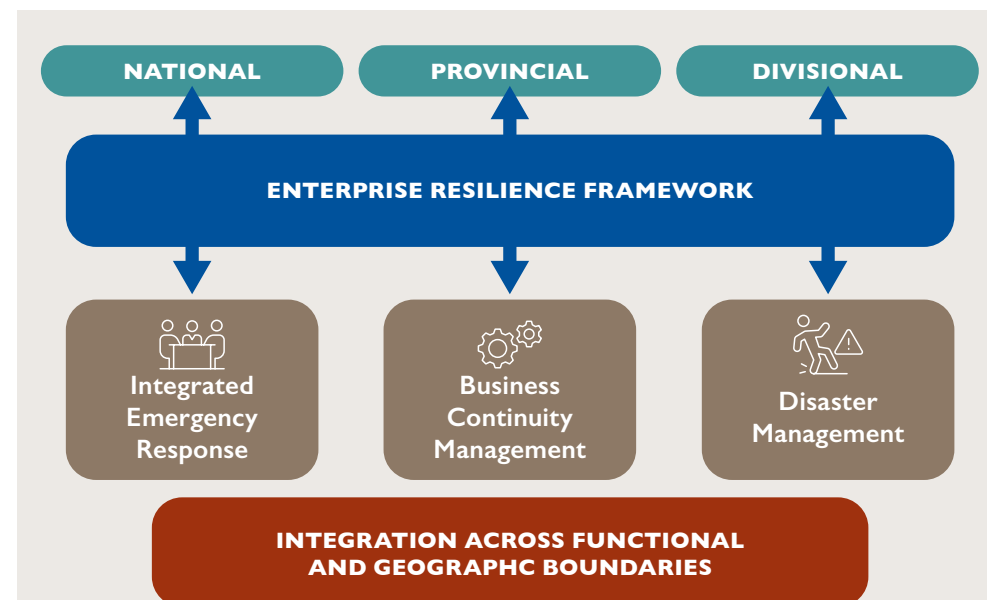 NATIONAL
PROVINCIAL
DIVISIONAL
ENTERPRISE RESILIENCE FRAMEWORK
Integrated
Emergency
Response
Business
Continuity
Management
Disaster
Management
INTEGRATION ACROSS FUNCTIONAL
AND GEOGRAPHC BOUNDARIES